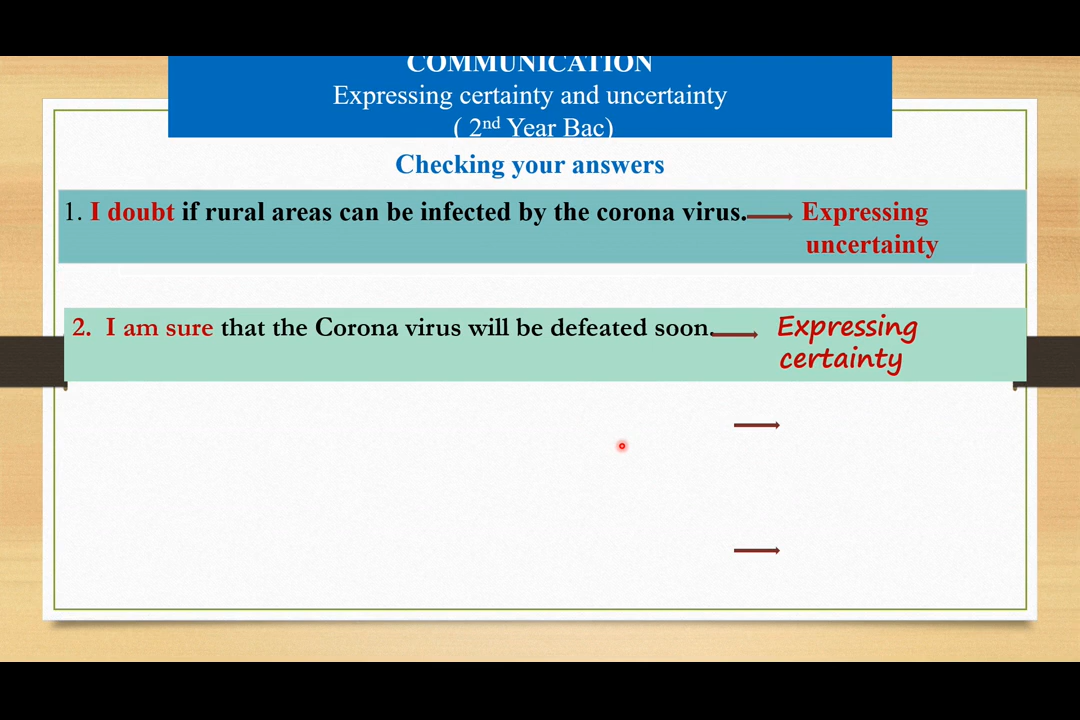 COMMUNICATION
Expressing certainty and uncertainty
( 2nd Year Bac)
Checking your answers
1. I doubt if rural areas can be infected by the corona virus. Expressing
uncertainty
2. I am sure that the Corona virus will be defeated soon. Expressing
certainty